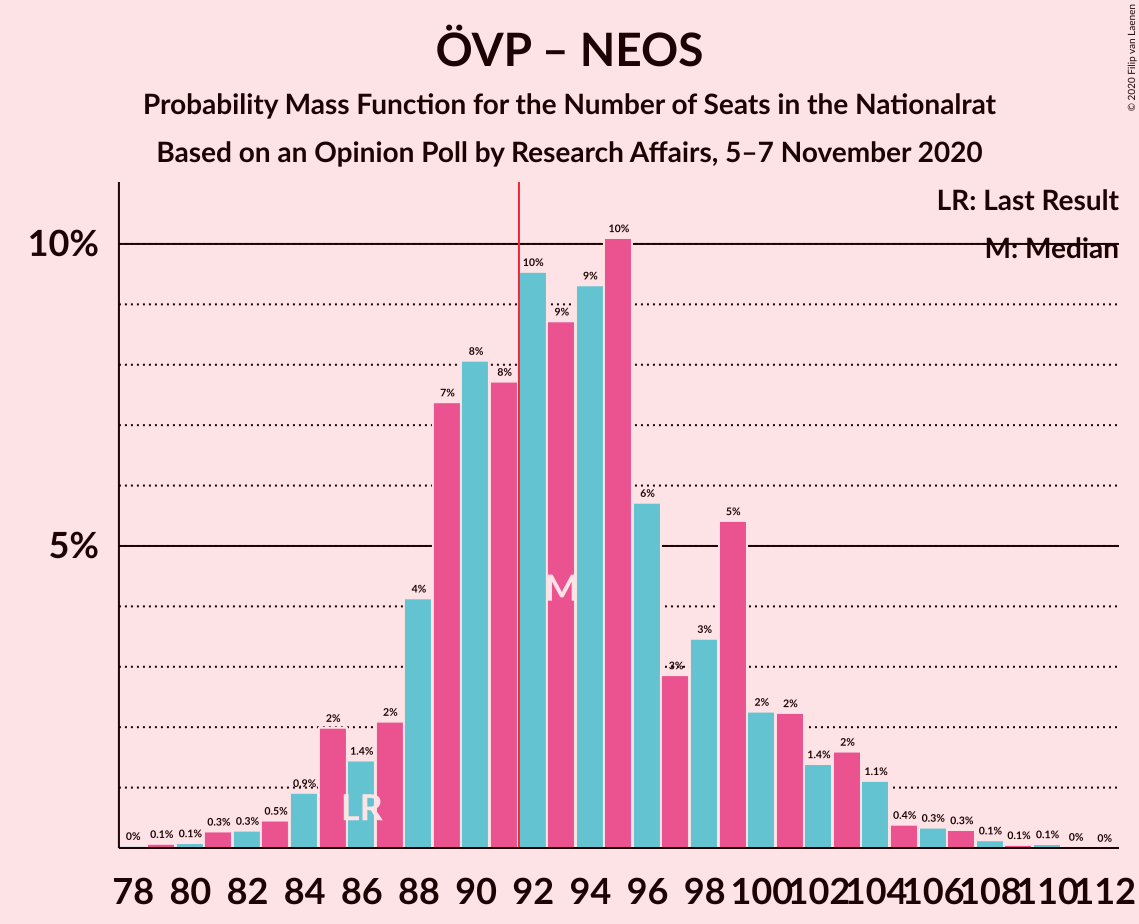 ÖVP – NEOS
Probability Mass Function for the Number of Seats in the Nationalrat
Based on an Opinion Poll by Research Affairs, 5–7 November 2020
© 2020 Filip van Laenen
LR: Last Result
M: Median
10%
5%
0% 0.1% 0.1% 0.3% 0.3% 0.5% 0.9% 2% 1.4% 2% 4% 7% 8% 8% 10% 9% 9% 10% 6% 3% 3% 5% 2% 2% 1.4% 2% 1.1% 0.4% 0.3% 0.3% 0.1% 0.1% 0.1% 0% 0%
M
LR
78 80 82 84 86 88 90 92 94 96 98 100 102 104 106 108 110 112